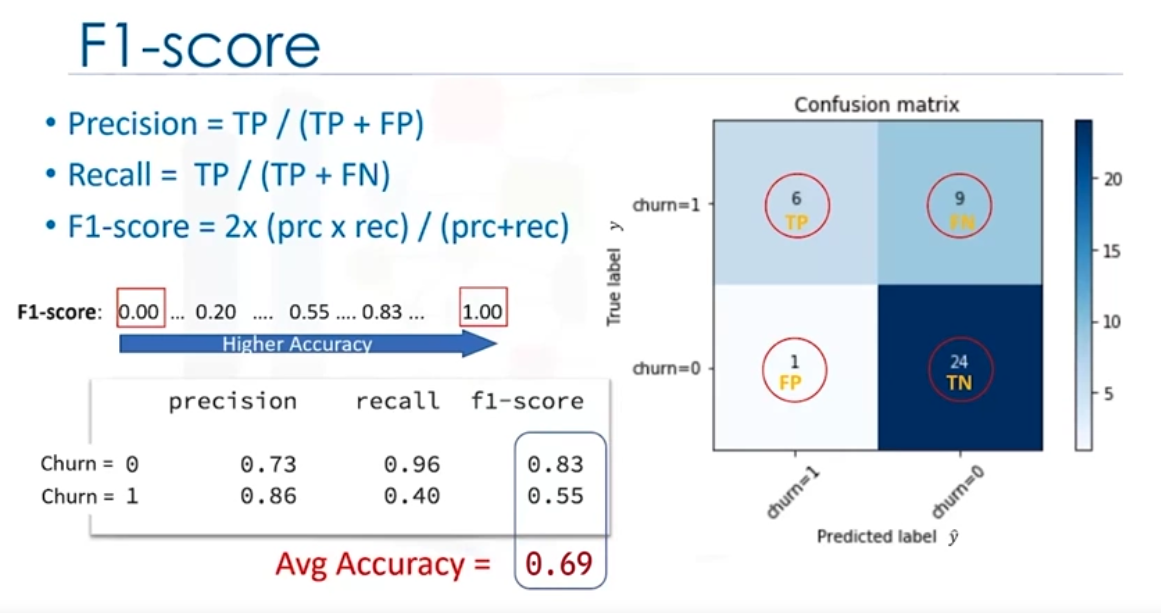 F1-score
• Precision = TP / (TP + FP)
• Recall = TP / (TP + FN)
• F1-score = 2x (prc x rec) / (prc+rec)
F1-score: 0.00 ... 0.20 .... 0.55 .... 0.83 ... 1.00
Higher Accuracy
precision recall f1-score
Churn = 0 0.73 0.96 0.83
Churn = 1 0.86 0.40 0.55
Avg Accuracy = 0.69
Confusion matrix
True label y
churn=1
churn=0
6
TP
9
FN
1
FP
24
TN
churn=1
churn=0
Predicted label ŷ
20
15
10
5